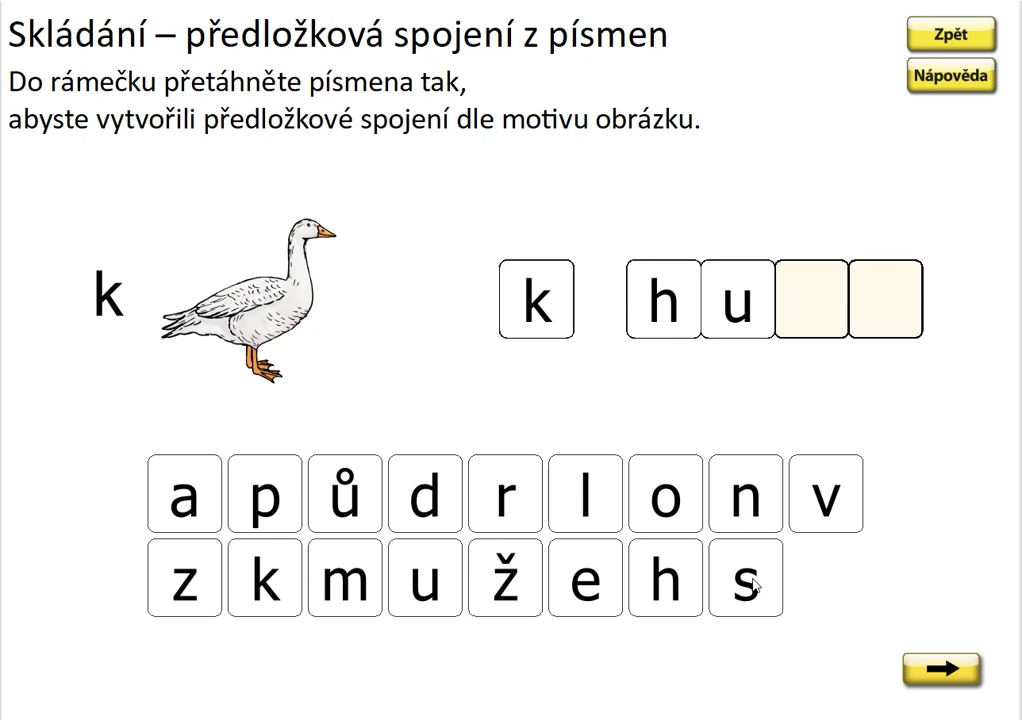 Skládání – předložková spojení z písmen
Zpět
Do rámečku přetáhněte písmena tak,
Nápověda
abyste vytvořili předložkové spojení dle motivu obrázku.
k
k h u
a p ů d r l o n v
z k m u ž e h s